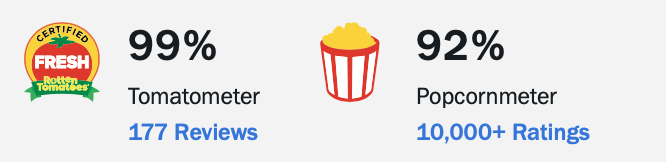 CERTIFIED
FRESH
Rotten
Tomatoes
99%
Tomatometer
177 Reviews
92%
Popcornmeter
10,000+ Ratings